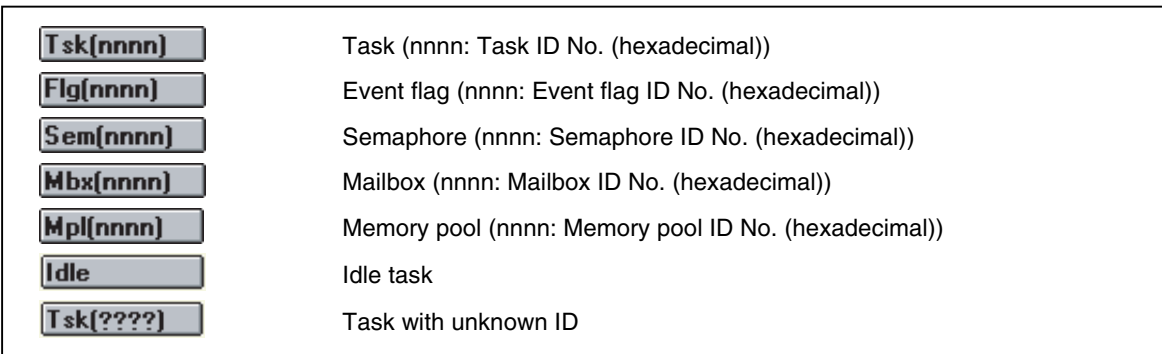 Tsk(nnnn) Task (nnnn: Task ID No. (hexadecimal))
Flg(nnnn) Event flag (nnnn: Event flag ID No. (hexadecimal))
Sem(nnnn) Semaphore (nnnn: Semaphore ID No. (hexadecimal))
Mbx(nnnn) Mailbox (nnnn: Mailbox ID No. (hexadecimal))
Mpl(nnnn) Memory pool (nnnn: Memory pool ID No. (hexadecimal))
Idle Idle task
Tsk(????) Task with unknown ID